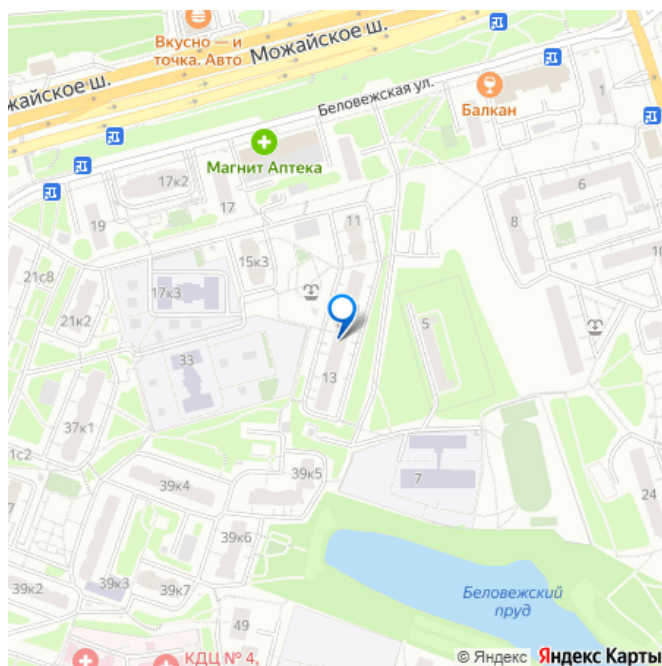 Вкусно — и
точка. Авто
Можайское ш.
жайское ш.
Беловежская ул.
Балкан
1
Магнит Аптека
17к2
17
6
19
11
8
10
15к3
21с8
17к3
21к2
5
33
13
37к1
1с2
39к5
7
39к4
24
7
39к6
39к2
39к3
39к7
Беловежский
пруд
49
КДЦ № 4,
© Яндекс Яндекс Карты